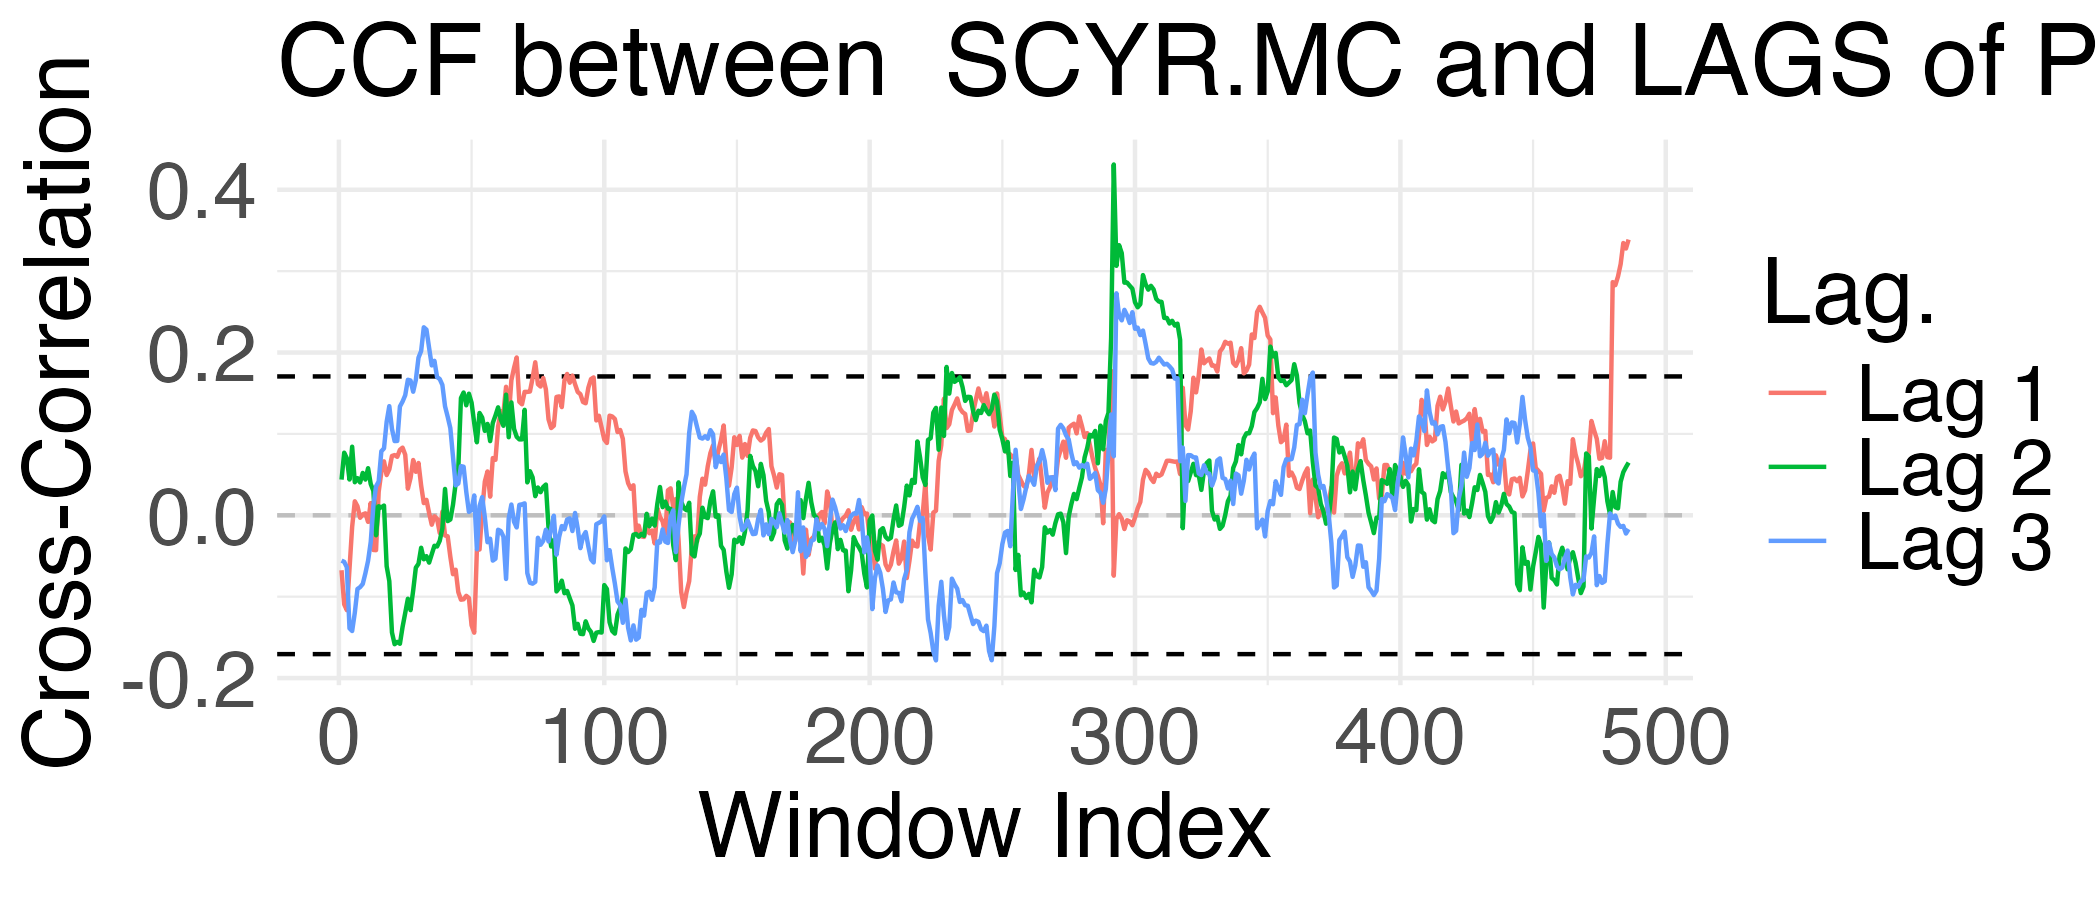 CCF between  SCYR.MC and LAGS of P
Cross-Correlation
0.4
0.2
0.0
-0.2
0 100 200 300 400 500
Window Index
Lag.
Lag 1
Lag 2
Lag 3